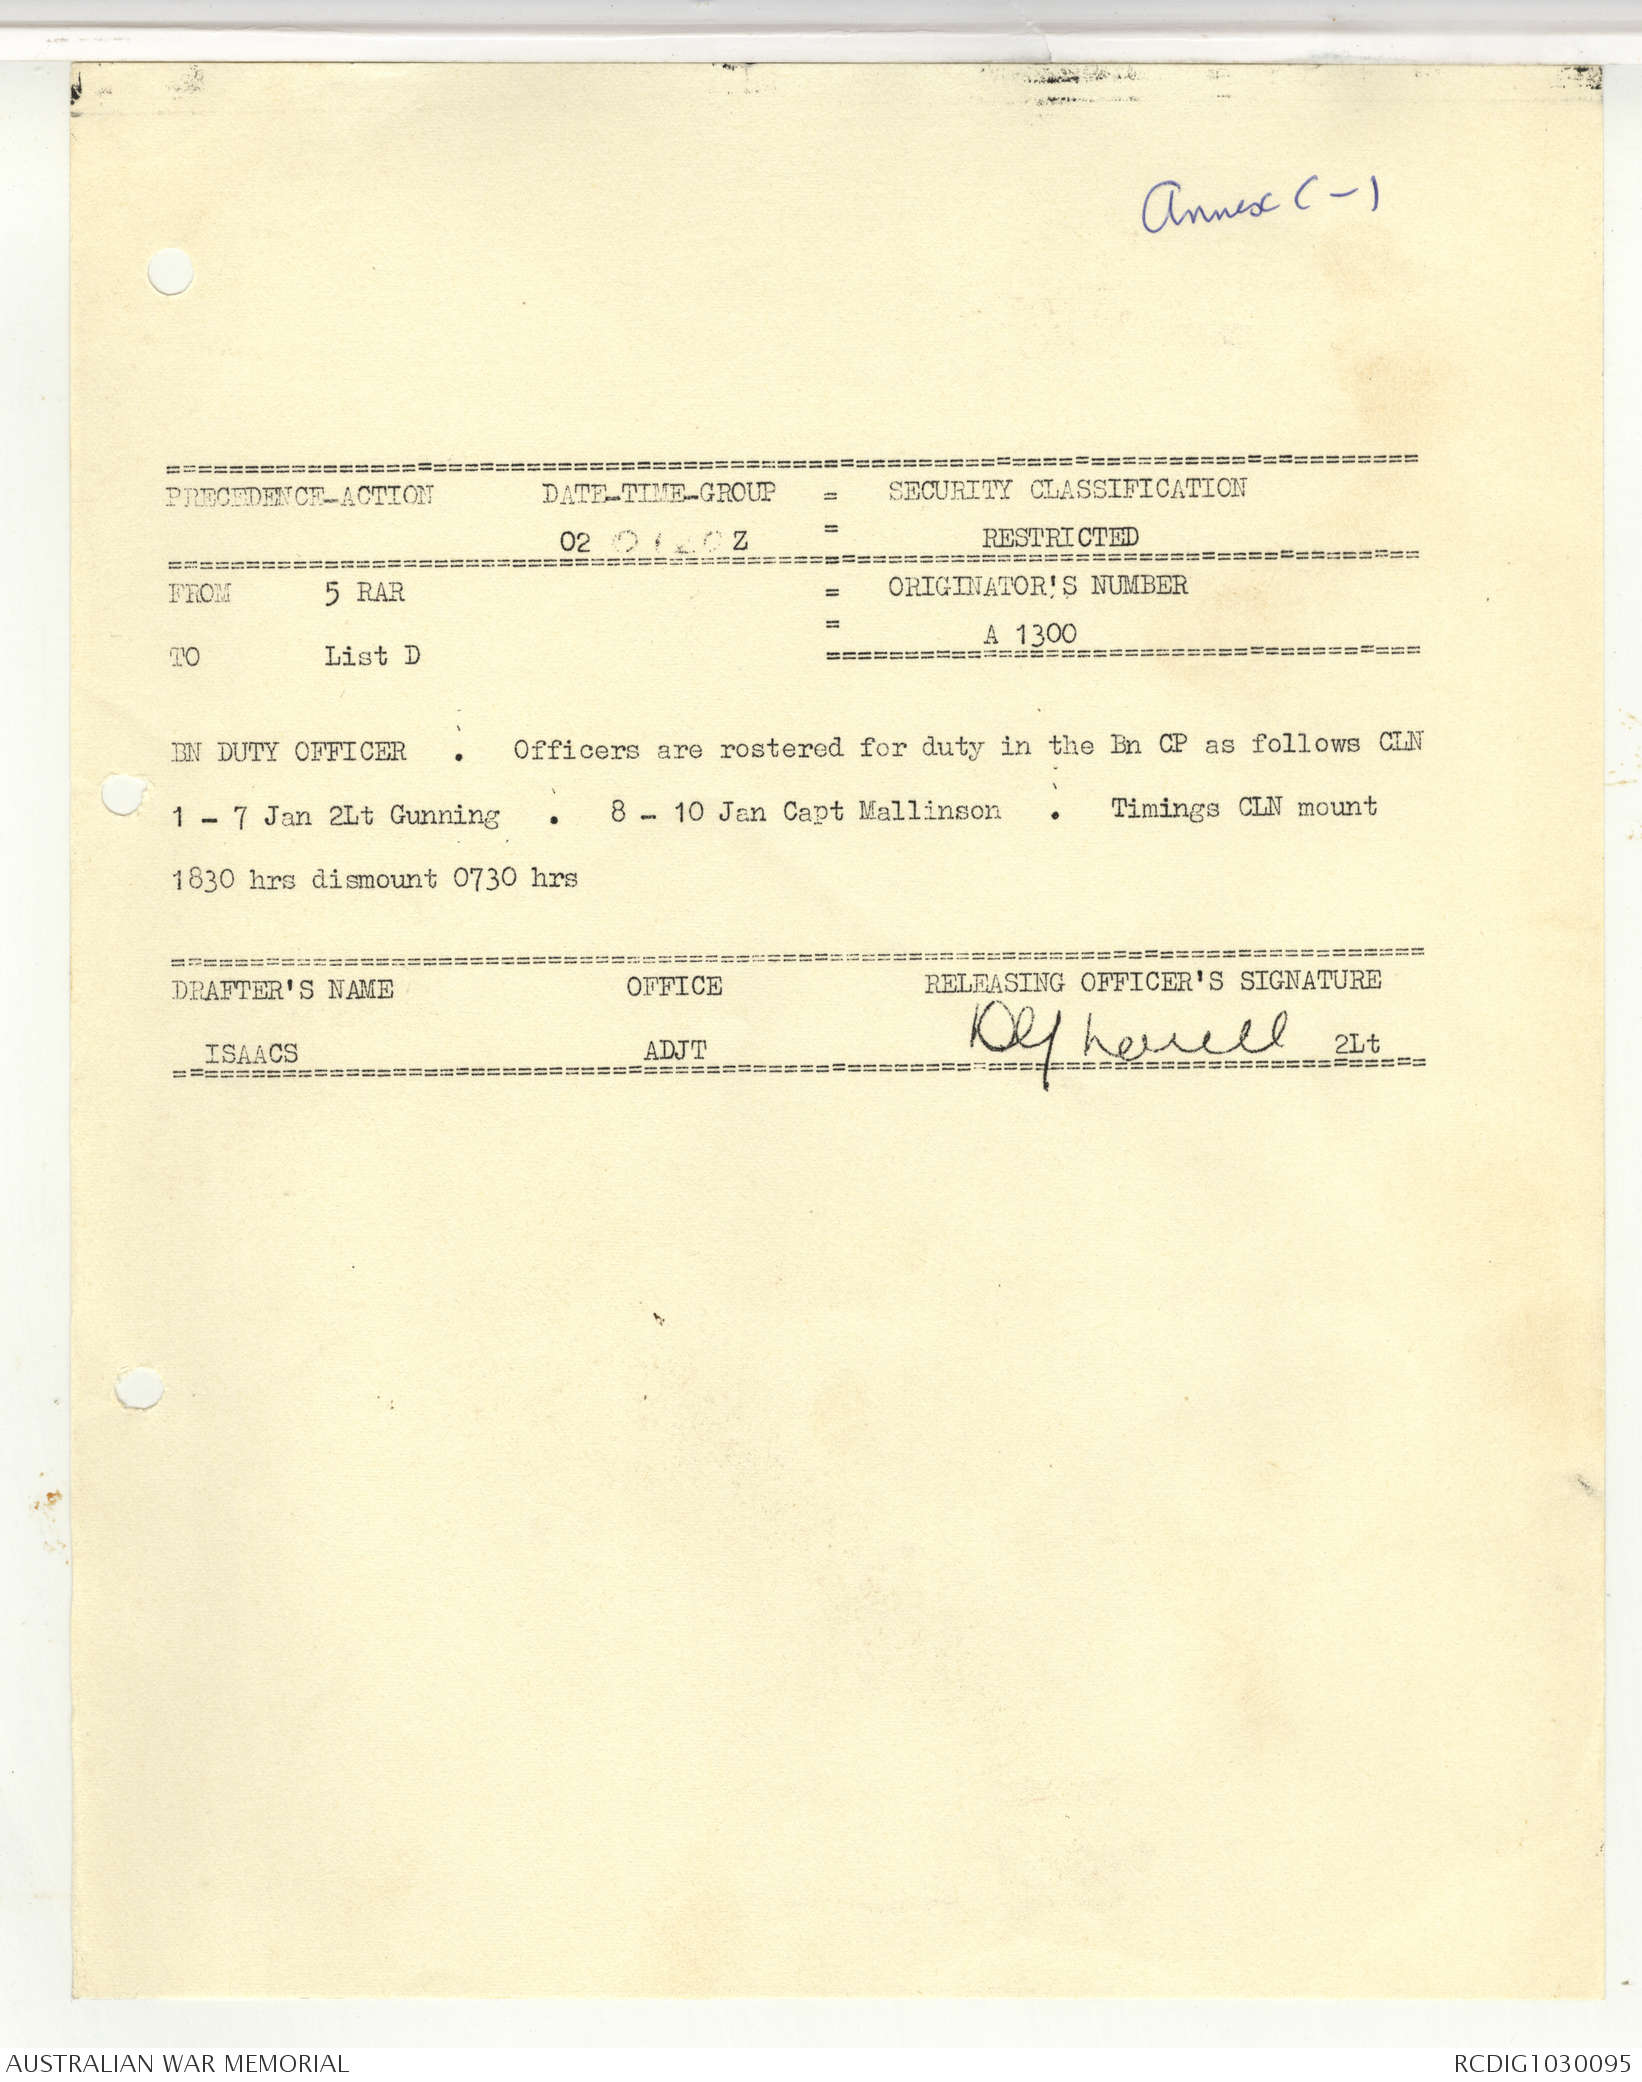 Annex (-)
================================================================================
PRECEDENCE-ACTION DATE-TIME-GROUP = SECURITY CLASSIFICATION
02 Z = RESTRICTED
================================================================================
FROM 5 RAR = ORIGINATOR'S NUMBER
= A 1300
TO List D ======================================
BN DUTY OFFICER : Officers are rostered for duty in the Bn CP as follows CLN
1 - 7 Jan 2Lt Gunning : 8 - 10 Jan Capt Mallinson : Timings CLN mount
1830 hrs dismount 0730 hrs
================================================================================
DRAFTER'S NAME OFFICE RELEASING OFFICER'S SIGNATURE
ISAACS ADJT 2Lt
================================================================================
AUSTRALIAN WAR MEMORIAL RCDIG1030095